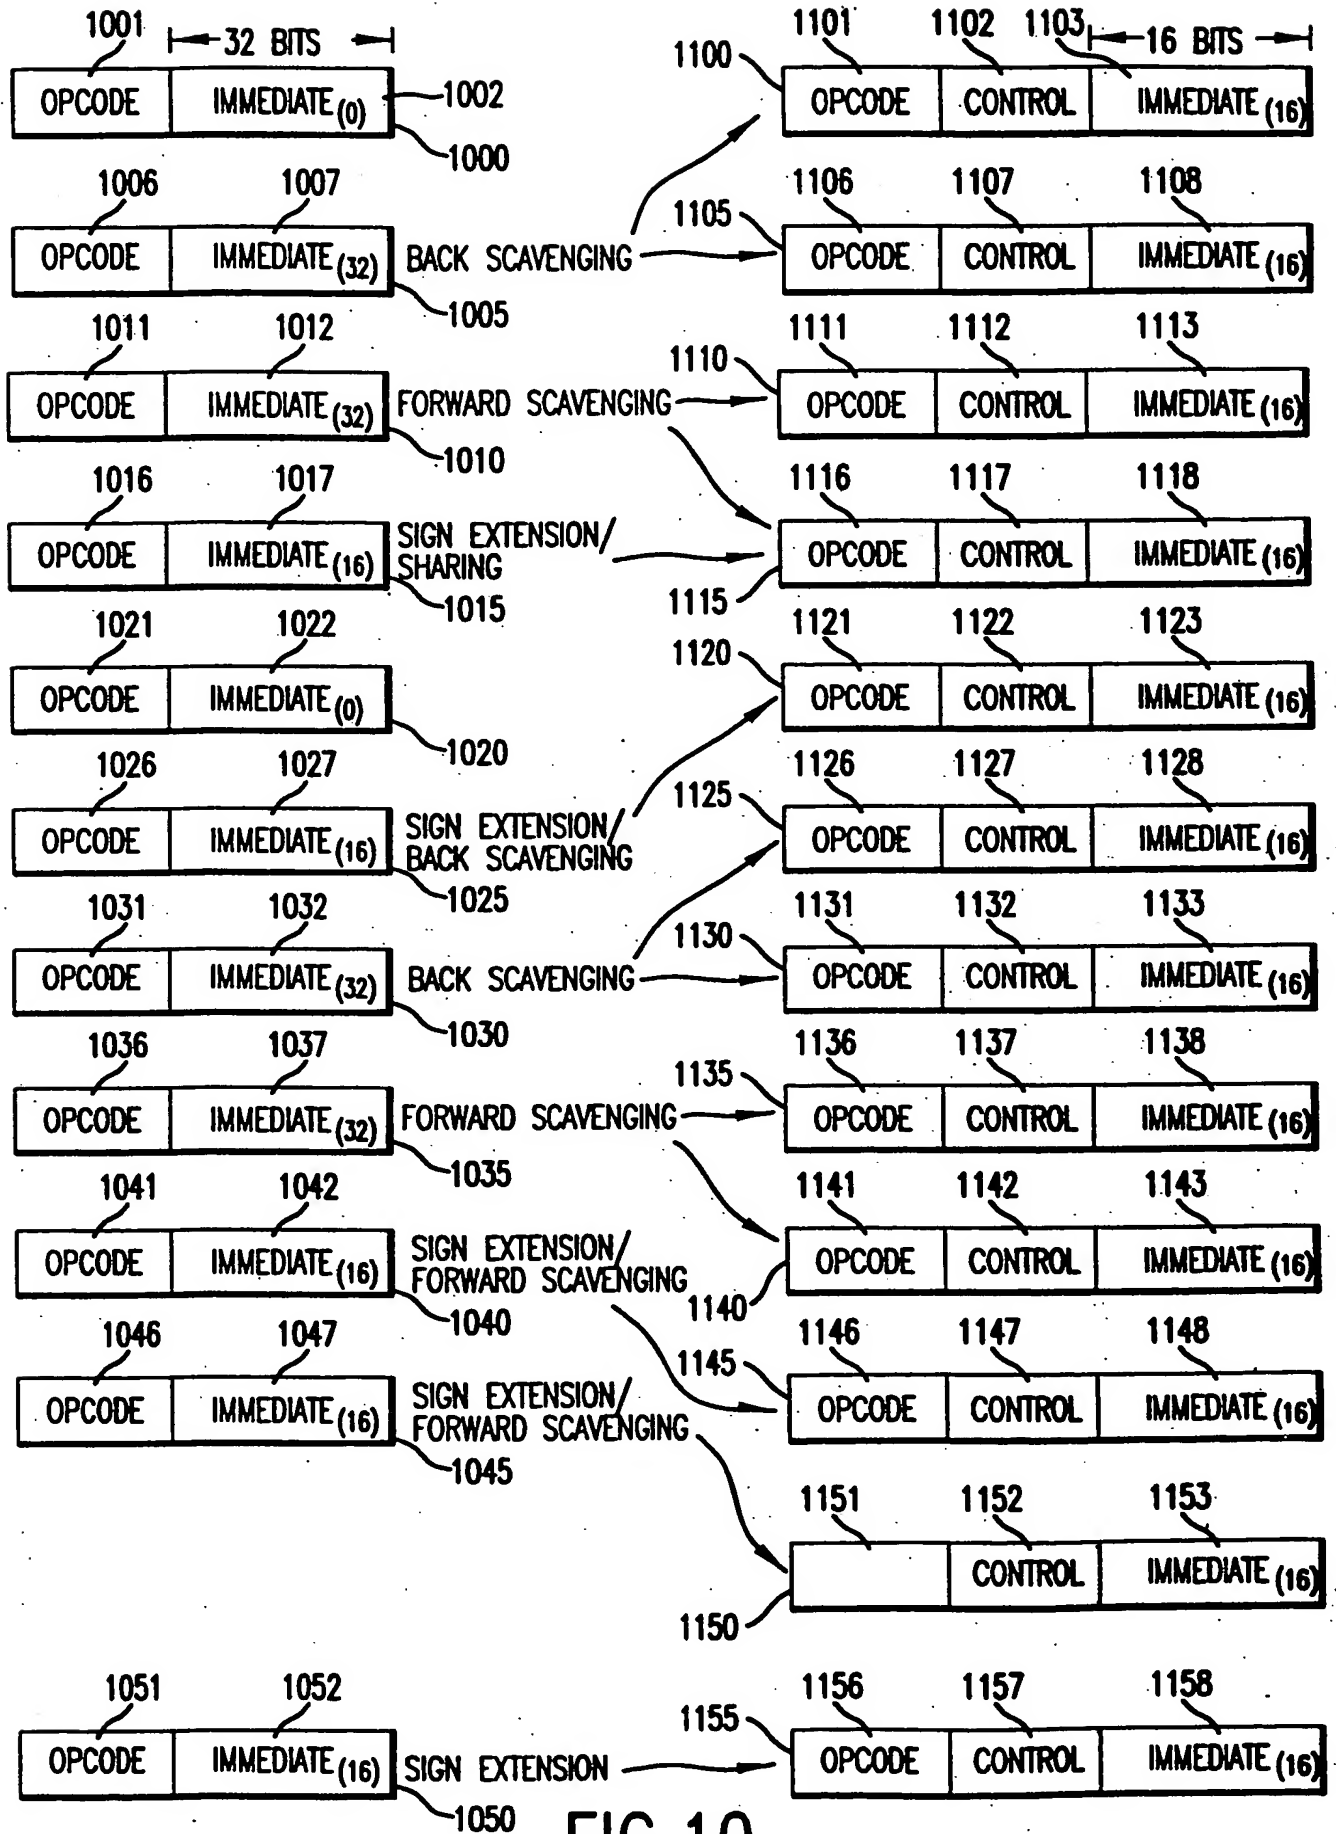 1001 32 BITS 1101 1102 1103 16 BITS
1100
OPCODE IMMEDIATE(0) 1002 OPCODE CONTROL IMMEDIATE(16)
1000
1006 1007 1106 1107 1108
1105
OPCODE IMMEDIATE(32) BACK SCAVENGING OPCODE CONTROL IMMEDIATE(16)
1005
1011 1012 1111 1112 1113
1110
OPCODE IMMEDIATE(32) FORWARD SCAVENGING OPCODE CONTROL IMMEDIATE(16)
1010
1016 1017 1116 1117 1118
OPCODE IMMEDIATE(16) SIGN EXTENSION/ OPCODE CONTROL IMMEDIATE(16)
SHARING
1015 1115
1021 1022 1121 1122 1123
1120
OPCODE IMMEDIATE(0) OPCODE CONTROL IMMEDIATE(16)
1020
1026 1027 1126 1127 1128
1125
OPCODE IMMEDIATE(16) SIGN EXTENSION/ OPCODE CONTROL IMMEDIATE(16)
BACK SCAVENGING
1025
1031 1032 1131 1132 1133
1130
OPCODE IMMEDIATE(32) BACK SCAVENGING OPCODE CONTROL IMMEDIATE(16)
1030
1036 1037 1136 1137 1138
1135
OPCODE IMMEDIATE(32) FORWARD SCAVENGING OPCODE CONTROL IMMEDIATE(16)
1035
1041 1042 1141 1142 1143
OPCODE IMMEDIATE(16) SIGN EXTENSION/ OPCODE CONTROL IMMEDIATE(16)
FORWARD SCAVENGING
1040 1140
1046 1047 1146 1147 1148
1145
OPCODE IMMEDIATE(16) SIGN EXTENSION/ OPCODE CONTROL IMMEDIATE(16)
FORWARD SCAVENGING
1045
1151 1152 1153
CONTROL IMMEDIATE(16)
1150
1051 1052 1156 1157 1158
1155
OPCODE IMMEDIATE(16) SIGN EXTENSION OPCODE CONTROL IMMEDIATE(16)
1050
FIG.10